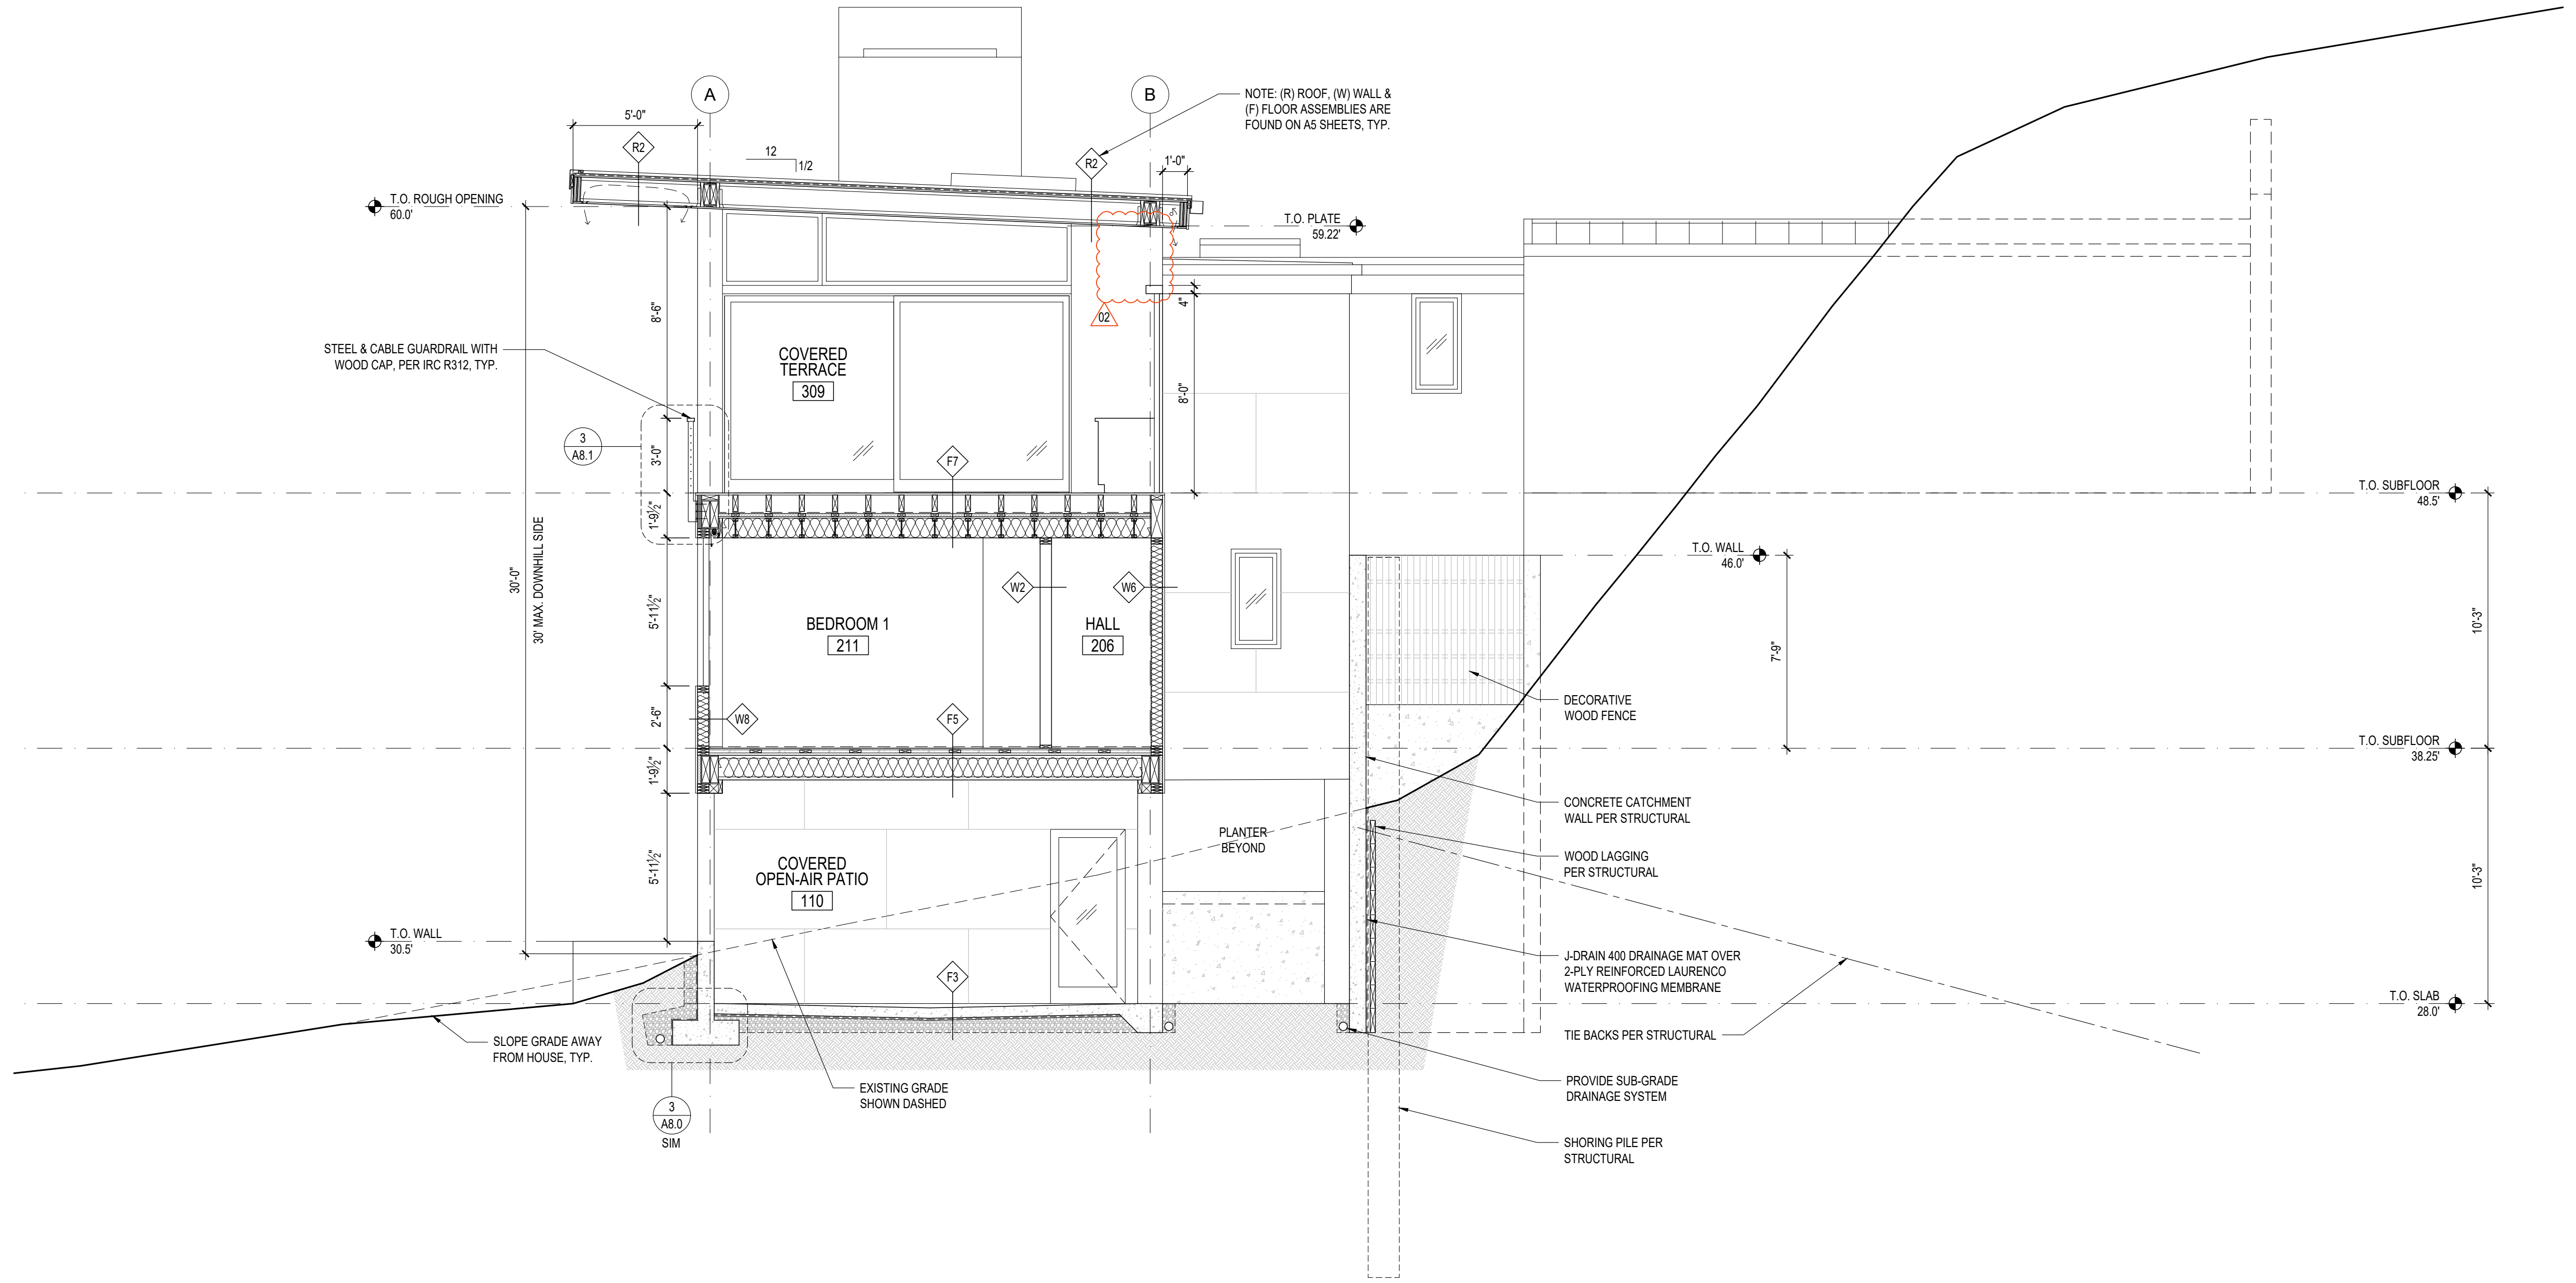 A
B
NOTE: (R) ROOF, (W) WALL &
(F) FLOOR ASSEMBLIES ARE
FOUND ON A5 SHEETS, TYP.
5'-0"
R2
12
1/2
R2
1'-0"
T.O. ROUGH OPENING
60.0'
T.O. PLATE
59.22'
02
4"
8'-6"
STEEL & CABLE GUARDRAIL WITH
WOOD CAP, PER IRC R312, TYP.
COVERED
TERRACE
309
8'-0"
3
A8.1
3'-0"
F7
T.O. SUBFLOOR
48.5'
1'-9½"
T.O. WALL
46.0'
30'-0"
30' MAX. DOWNHILL SIDE
5'-11½"
W2
W6
BEDROOM 1
211
HALL
206
7'-9"
10'-3"
2'-6"
W8
F5
DECORATIVE
WOOD FENCE
T.O. SUBFLOOR
38.25'
1'-9½"
CONCRETE CATCHMENT
WALL PER STRUCTURAL
PLANTER
BEYOND
5'-11½"
COVERED
OPEN-AIR PATIO
110
WOOD LAGGING
PER STRUCTURAL
10'-3"
T.O. WALL
30.5'
F3
J-DRAIN 400 DRAINAGE MAT OVER
2-PLY REINFORCED LAURENCO
WATERPROOFING MEMBRANE
T.O. SLAB
28.0'
SLOPE GRADE AWAY
FROM HOUSE, TYP.
TIE BACKS PER STRUCTURAL
EXISTING GRADE
SHOWN DASHED
PROVIDE SUB-GRADE
DRAINAGE SYSTEM
3
A8.0
SIM
SHORING PILE PER
STRUCTURAL